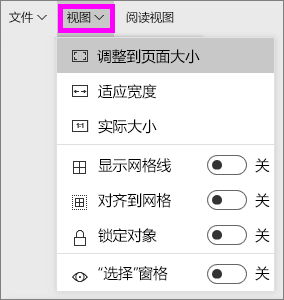 文件 视图 阅读视图
调整到页面大小
适应宽度
1:1 实际大小
显示网格线 关
对齐到网格 关
锁定对象 关
“选择”窗格 关